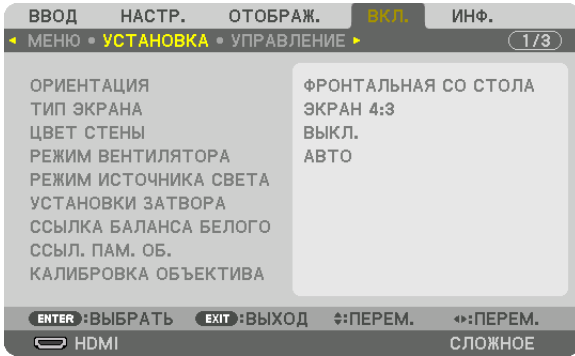 ВВОД НАСТР. ОТОБРАЖ. ВКЛ. ИНФ.
МЕНЮ • УСТАНОВКА • УПРАВЛЕНИЕ 1/3
ОРИЕНТАЦИЯ ФРОНТАЛЬНАЯ СО СТОЛА
ТИП ЭКРАНА ЭКРАН 4:3
ЦВЕТ СТЕНЫ ВЫКЛ.
РЕЖИМ ВЕНТИЛЯТОРА АВТО
РЕЖИМ ИСТОЧНИКА СВЕТА
УСТАНОВКИ ЗАТВОРА
ССЫЛКА БАЛАНСА БЕЛОГО
ССЫЛ. ПАМ. ОБ.
КАЛИБРОВКА ОБЪЕКТИВА
ENTER :ВЫБРАТЬ EXIT :ВЫХОД :ПЕРЕМ. :ПЕРЕМ.
HDMI СЛОЖНОЕ